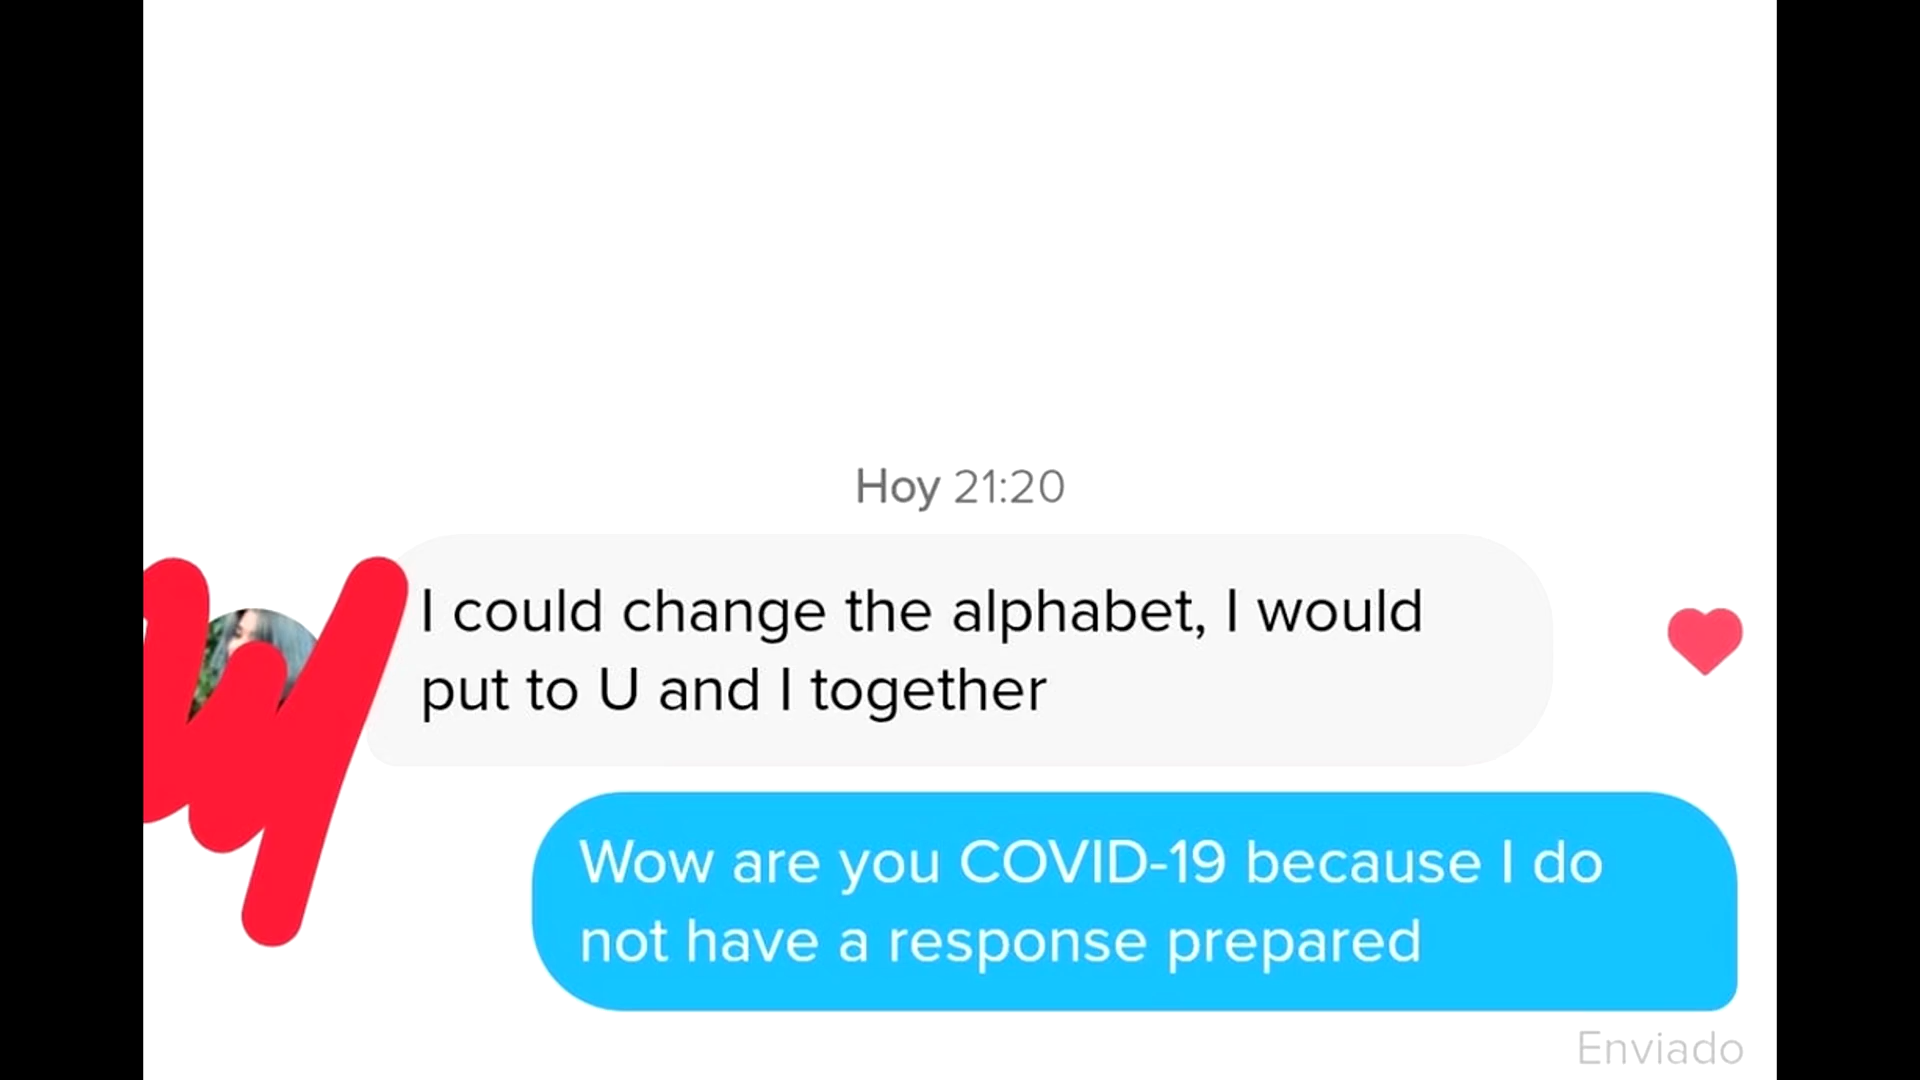 Hoy 21:20
I could change the alphabet, I would
put to U and I together
Wow are you COVID-19 because I do
not have a response prepared
Enviado